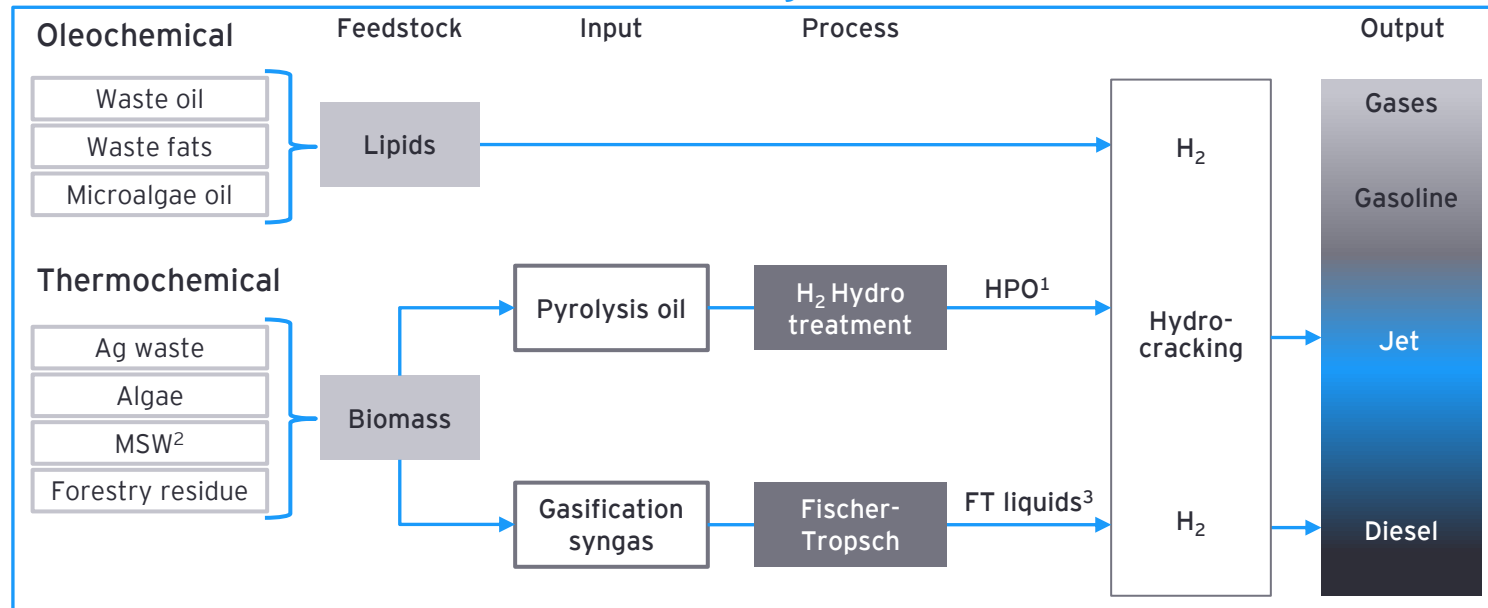 Oleochemical
Feedstock
Input
Process
Output
Waste oil
Waste fats
Microalgae oil
Lipids
H₂
Gases
Gasoline
Thermochemical
Ag waste
Algae
MSW²
Forestry residue
Biomass
Pyrolysis oil
H₂ Hydro
treatment
HPO¹
Hydro-
cracking
Jet
Gasification
syngas
Fischer-
Tropsch
FT liquids³
H₂
Diesel